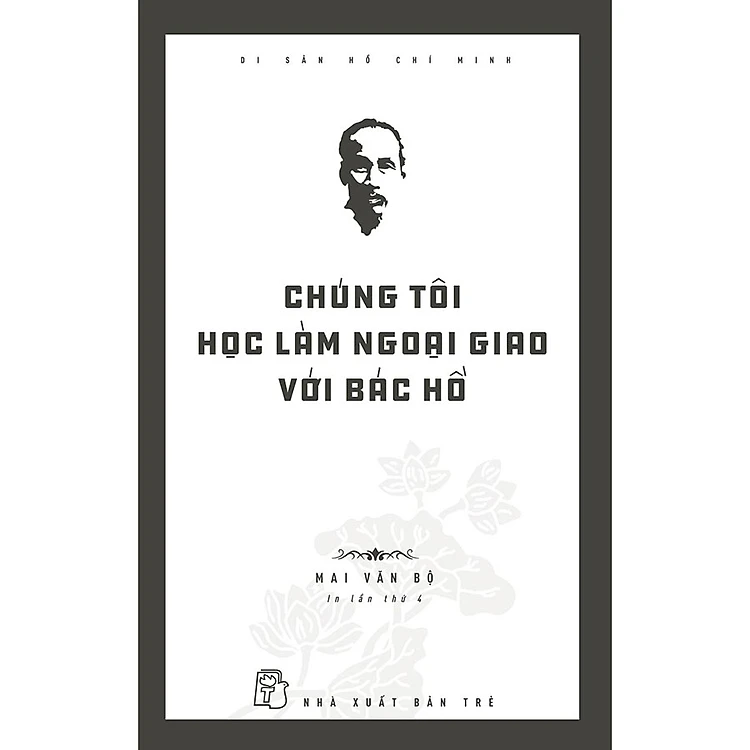 DI SẢN HỒ CHÍ MINH
CHÚNG TÔI
HỌC LÀM NGOẠI GIAO
VỚI BÁC HỒ
MAI VĂN BỘ
In lần thứ 4
T
NHÀ XUẤT BẢN TRẺ